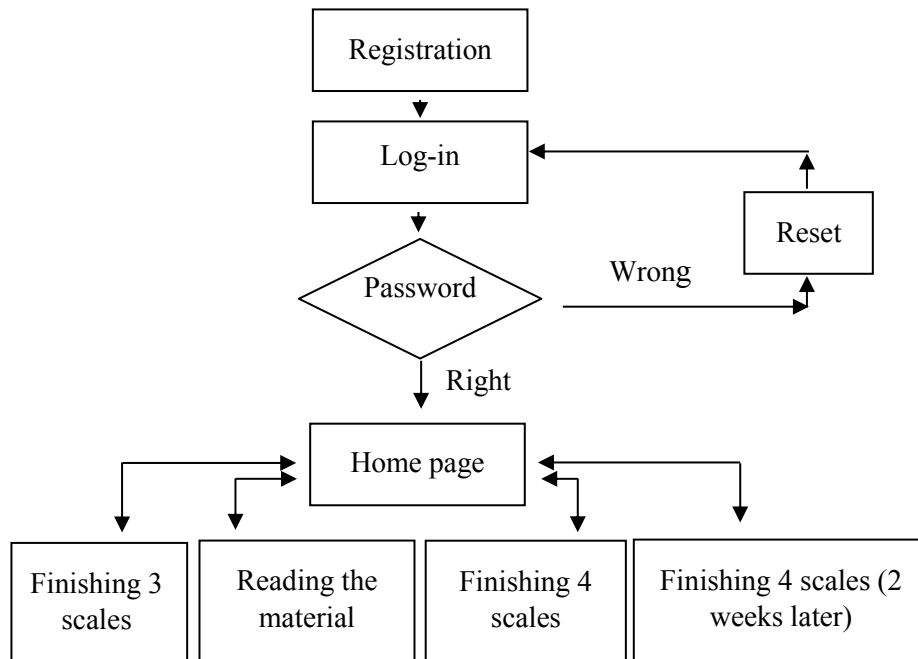 Registration
Log-in
Reset
Password
Wrong
Right
Home page
Finishing 3
scales
Reading the
material
Finishing 4
scales
Finishing 4 scales (2
weeks later)